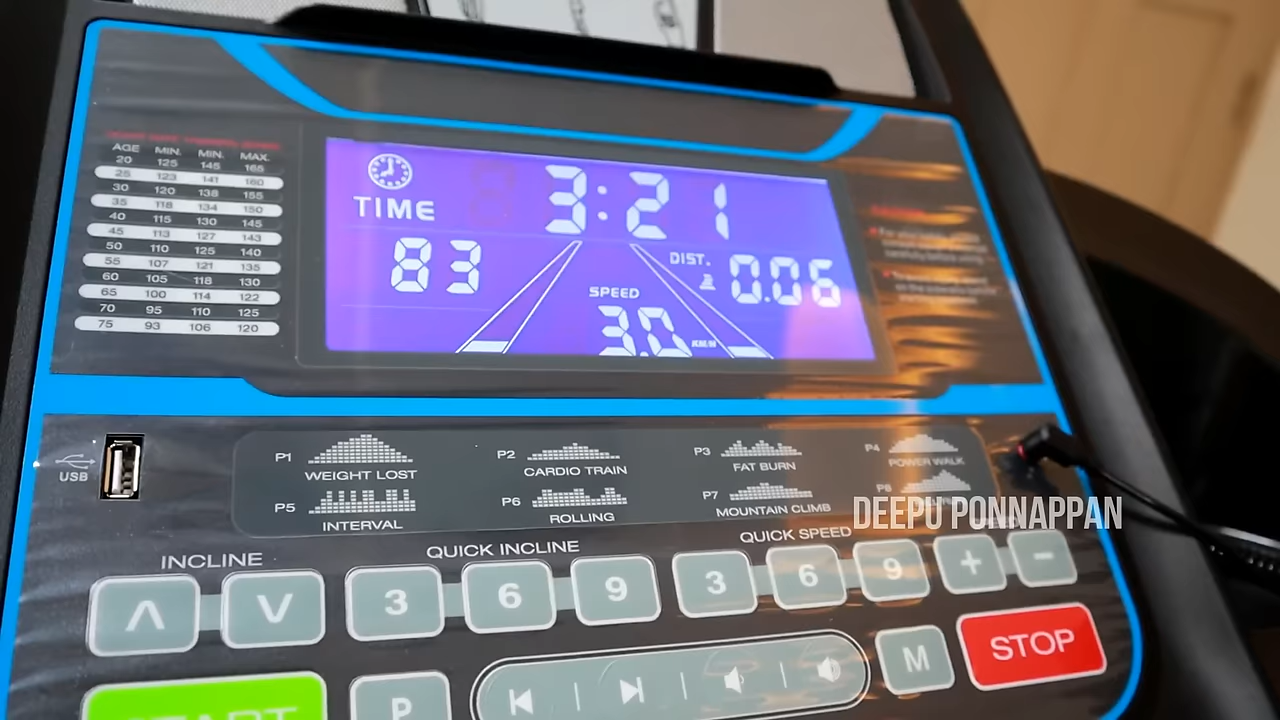 AGE MIN. MIN. MAX.
20 125 145 165
25 123 141 160
30 120 138 155
35 118 134 150
40 115 130 145
45 113 127 143
50 110 125 140
55 107 121 135
60 105 118 130
65 100 114 122
70 95 110 125
75 93 106 120
TIME 3:21
83
DIST. 0.06
SPEED
3.0 KM/H
USB
P1 WEIGHT LOST
P2 CARDIO TRAIN
P3 FAT BURN
P4 POWER WALK
P5 INTERVAL
P6 ROLLING
P7 MOUNTAIN CLIMB
P8
DEEPU PONNAPPAN
INCLINE
QUICK INCLINE
QUICK SPEED
3 6 9 3 6 9 + -
START
P
M
STOP